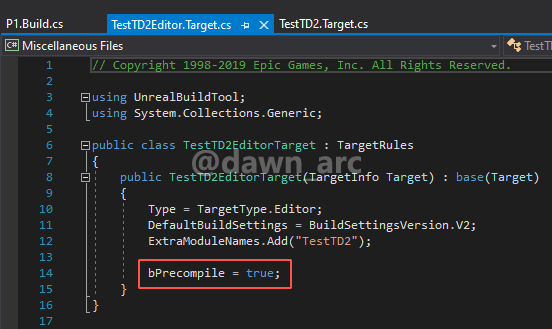 P1.Build.cs
TestTD2Editor.Target.cs
TestTD2.Target.cs
C# Miscellaneous Files
TestTD
1 // Copyright 1998-2019 Epic Games, Inc. All Rights Reserved.
2
3 using UnrealBuildTool;
4 using System.Collections.Generic;
5
6 public class TestTD2EditorTarget : TargetRules
7 {
@dawn_arc
8 public TestTD2EditorTarget(TargetInfo Target) : base(Target)
9 {
10 Type = TargetType.Editor;
11 DefaultBuildSettings = BuildSettingsVersion.V2;
12 ExtraModuleNames.Add("TestTD2");
13
14 bPrecompile = true;
15 }
16 }
17